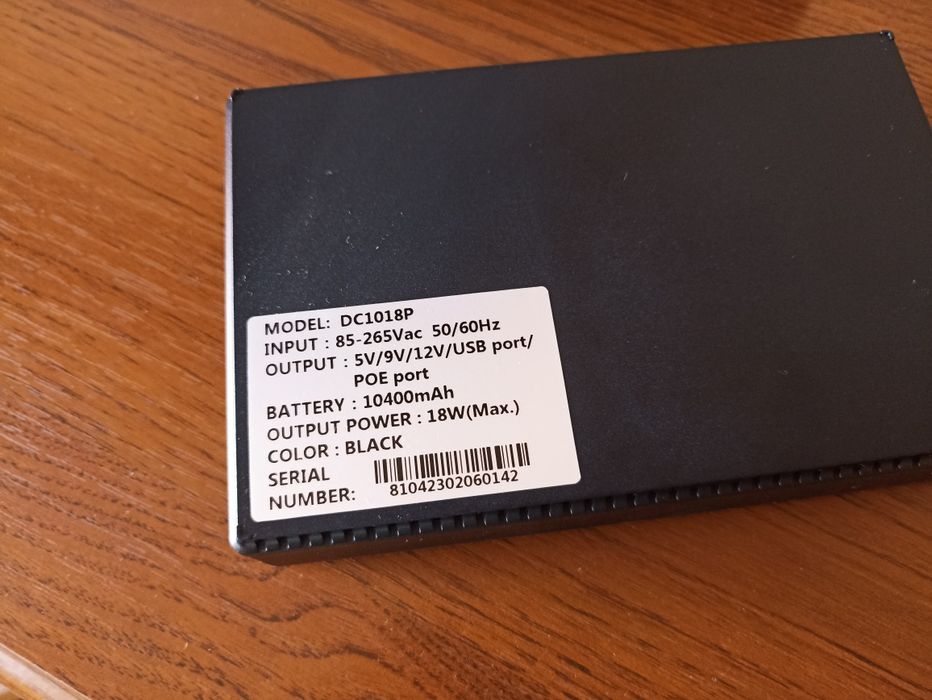 MODEL: DC1018P
INPUT : 85-265Vac 50/60Hz
OUTPUT : 5V/9V/12V/USB port/
POE port
BATTERY : 10400mAh
OUTPUT POWER : 18W(Max.)
COLOR : BLACK
SERIAL
NUMBER: 81042302060142